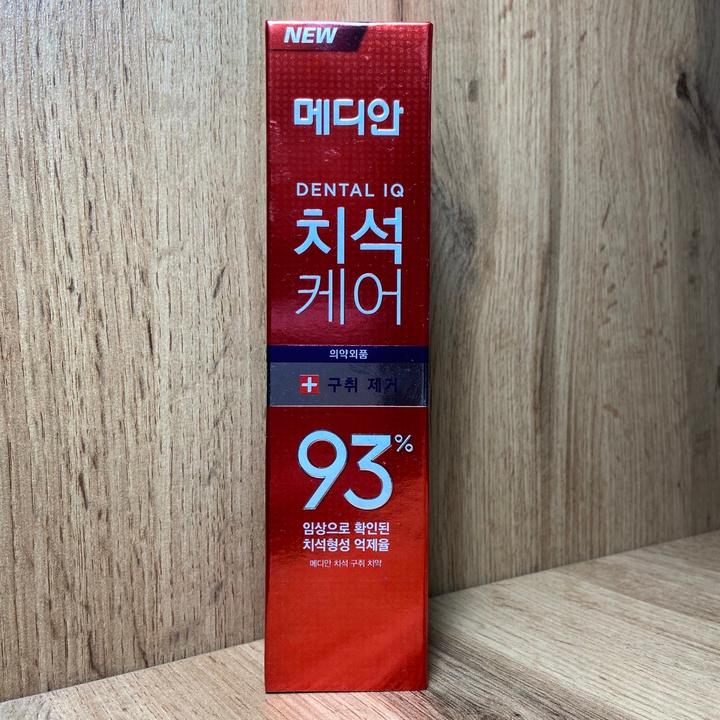 NEW
메디안
DENTAL IQ
치석
케어
의약외품
구취 제거
93%
임상으로 확인된
치석형성 억제율
메디안 치석 구취 치약